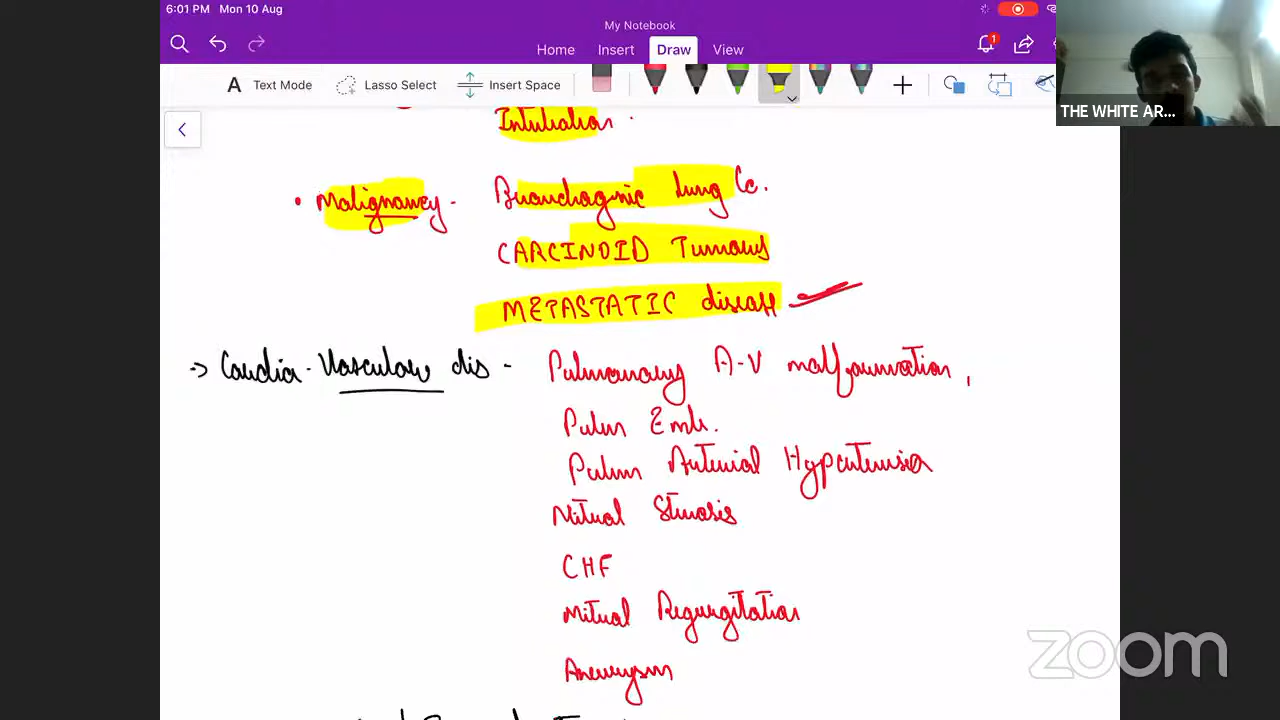 6:01 PM Mon 10 Aug
My Notebook
Home Insert Draw View
1
THE WHITE AR...
A Text Mode Lasso Select Insert Space
Intubation.
• Malignancy - Bronchogenic Lung Cc.
CARCINOID Tumours
METASTATIC disease
→ Cardio-Vascular dis - Pulmonary A-V malformation,
Pulm Emb.
Pulm Arterial Hypertension
Mitral Stenosis
CHF
Mitral Regurgitation
Aneurysm
zoom